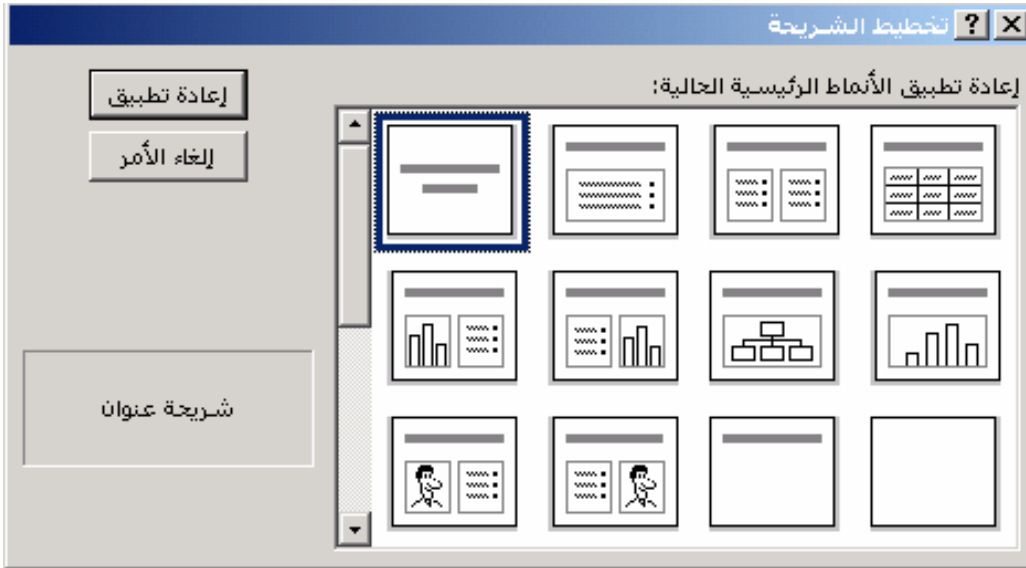 تخطيط الشريحة
إعادة تطبيق الأنماط الرئيسية الحالية:
إعادة تطبيق
إلغاء الأمر
شريحة عنوان